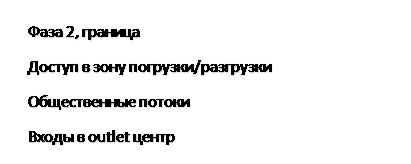 Фаза 2, граница
Доступ в зону погрузки/разгрузки
Общественные потоки
Входы в outlet центр